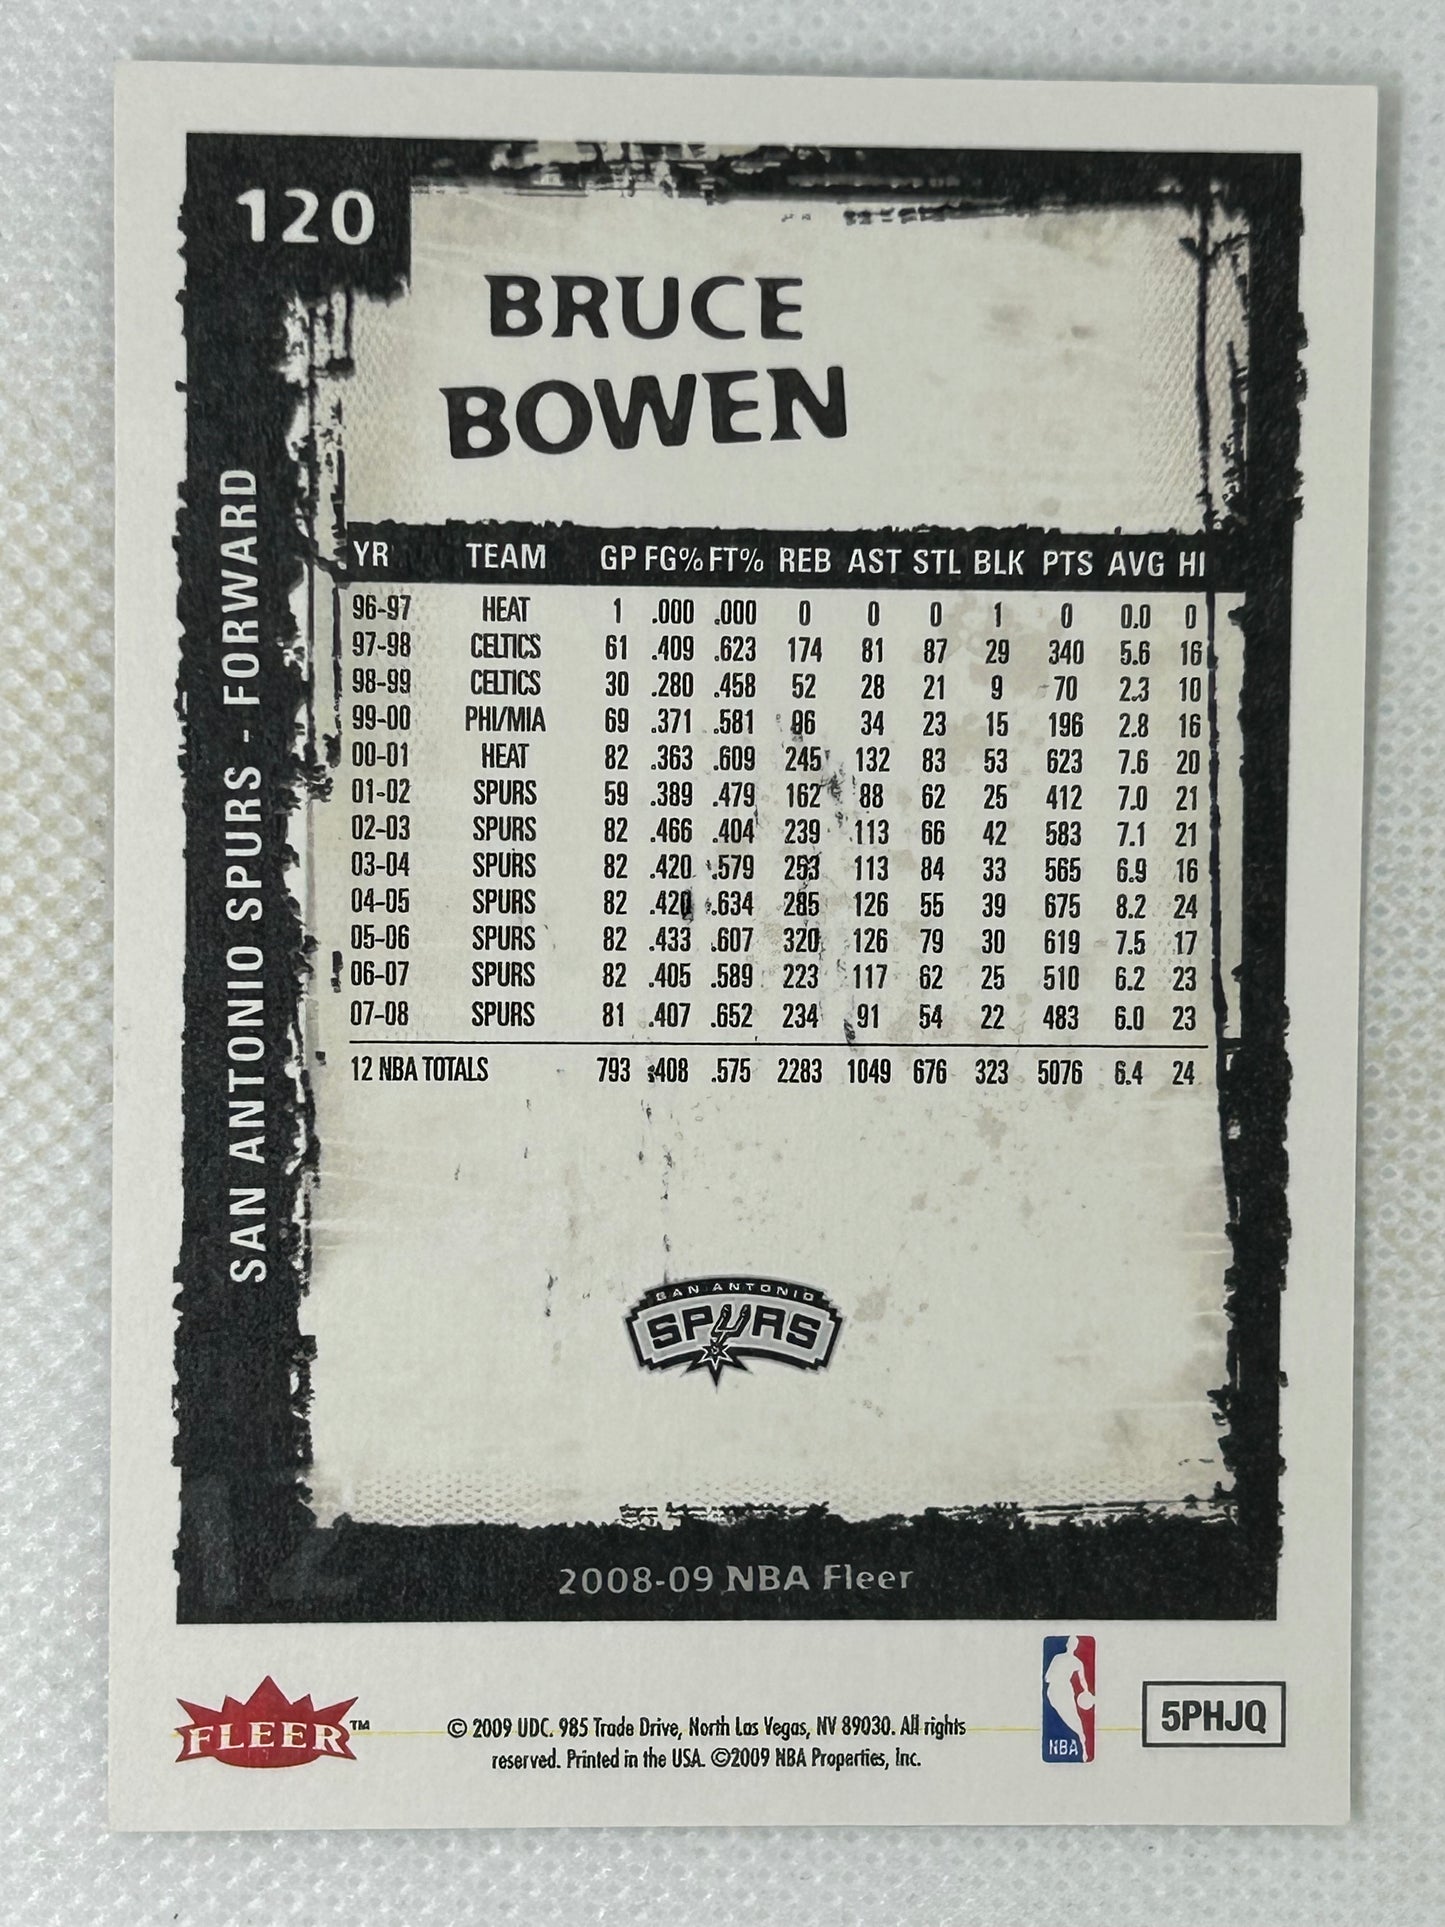 120
BRUCE
BOWEN
SAN ANTONIO SPURS - FORWARD
YR TEAM GP FG% FT% REB AST STL BLK PTS AVG HI
96-97 HEAT 1 .000 .000 0 0 0 1 0 0.0 0
97-98 CELTICS 61 .409 .623 174 81 87 29 340 5.6 16
98-99 CELTICS 30 .280 .458 52 28 21 9 70 2.3 10
99-00 PHI/MIA 69 .371 .581 96 34 23 15 196 2.8 16
00-01 HEAT 82 .363 .609 245 132 83 53 623 7.6 20
01-02 SPURS 59 .389 .479 162 88 62 25 412 7.0 21
02-03 SPURS 82 .466 .404 239 113 66 42 583 7.1 21
03-04 SPURS 82 .420 .579 253 113 84 33 565 6.9 16
04-05 SPURS 82 .420 .634 285 126 55 39 675 8.2 24
05-06 SPURS 82 .433 .607 320 126 79 30 619 7.5 17
06-07 SPURS 82 .405 .589 223 117 62 25 510 6.2 23
07-08 SPURS 81 .407 .652 234 91 54 22 483 6.0 23
12 NBA TOTALS 793 .408 .575 2283 1049 676 323 5076 6.4 24
SAN ANTONIO
SPURS
2008-09 NBA Fleer
FLEER™
© 2009 UDC. 985 Trade Drive, North Las Vegas, NV 89030. All rights
reserved. Printed in the USA. ©2009 NBA Properties, Inc.
NBA
5PHJQ